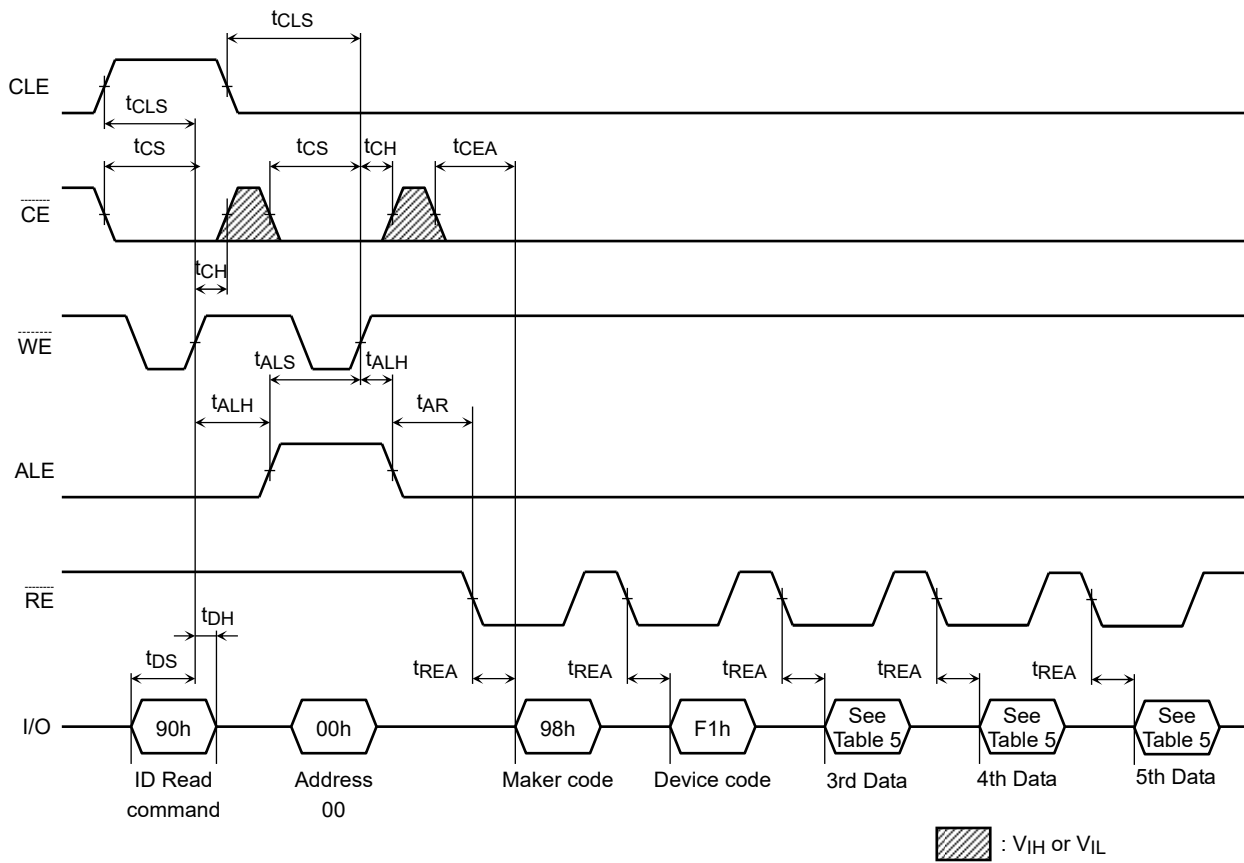 tCLS
CLE
tCLS
tCS
tCS
tCH
tCEA
CE
tCH
WE
tALS
tALH
tALH
tAR
ALE
RE
tDH
tDS
tREA
tREA
tREA
tREA
tREA
I/O
90h
00h
98h
F1h
See
Table 5
See
Table 5
See
Table 5
ID Read
command
Address
00
Maker code
Device code
3rd Data
4th Data
5th Data
: VIH or VIL